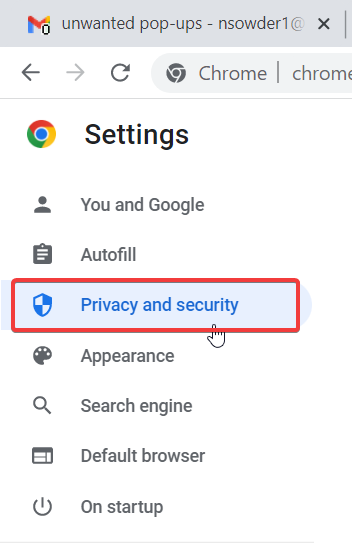 unwanted pop-ups - nsowder1@
Chrome | chrome
Settings
You and Google
Autofill
Privacy and security
Appearance
Search engine
Default browser
On startup